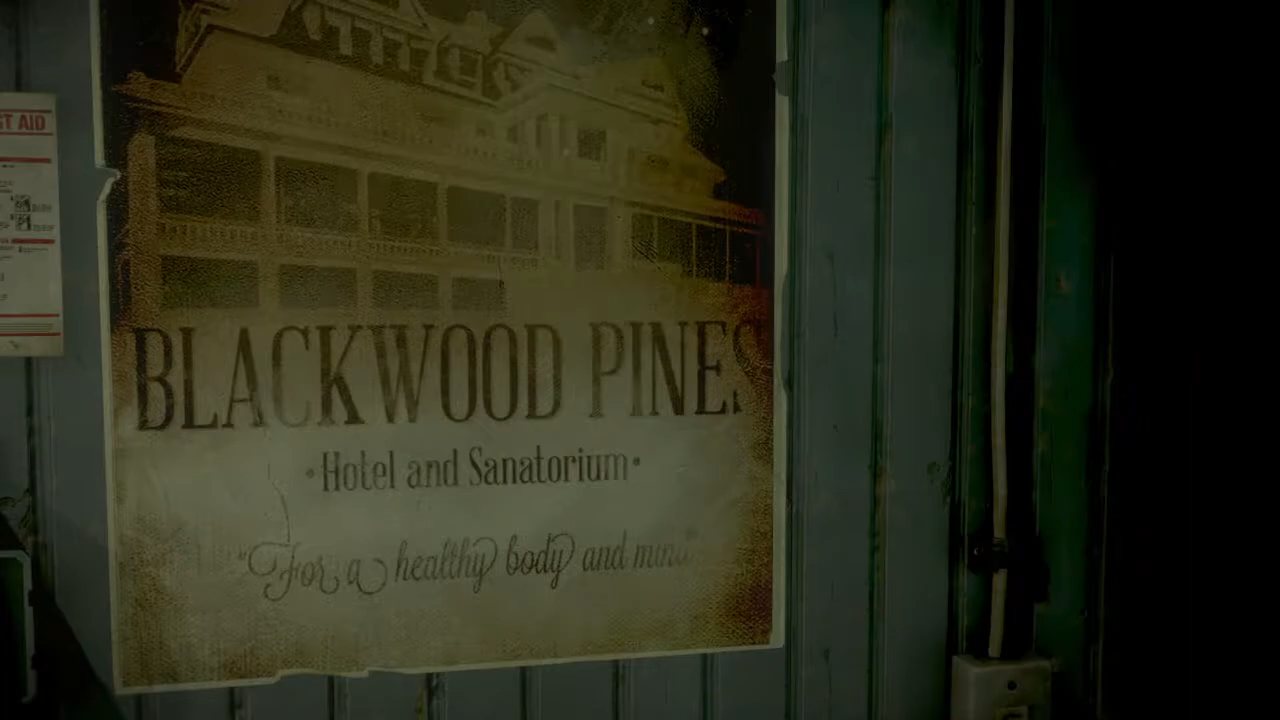 ST AID
BLACKWOOD PINES
·Hotel and Sanatorium·
"For a healthy body and mind"